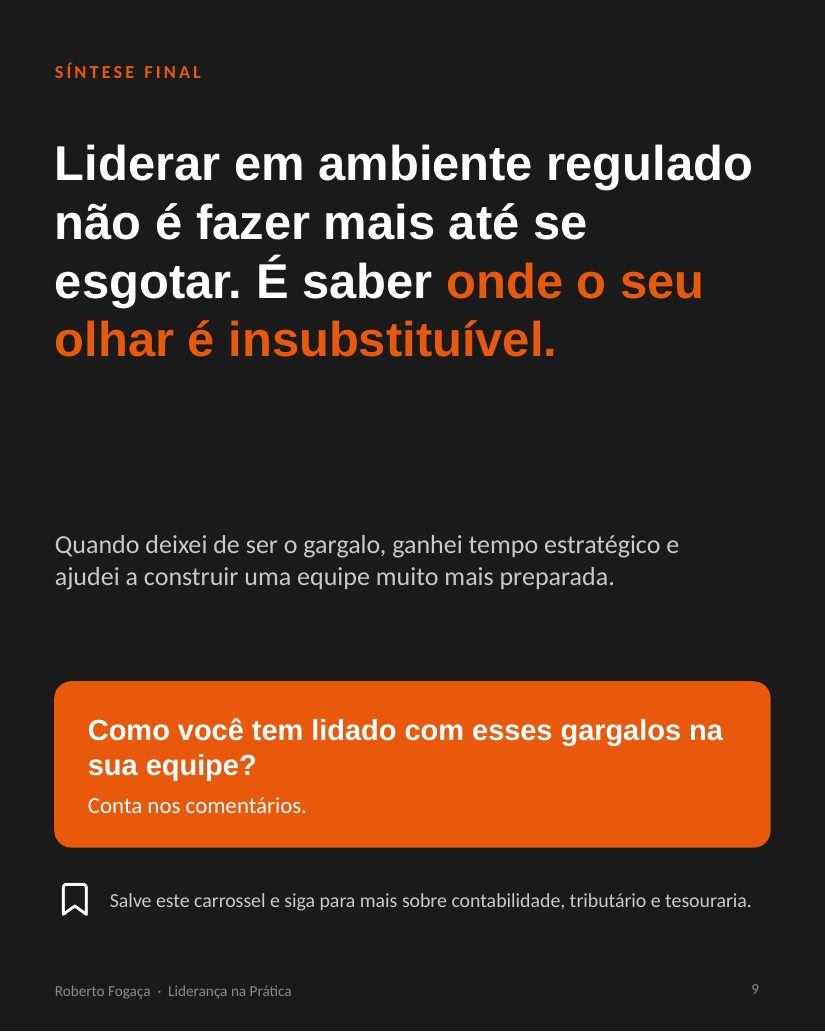 SÍNTESE FINAL
Liderar em ambiente regulado
não é fazer mais até se
esgotar. É saber onde o seu
olhar é insubstituível.
Quando deixei de ser o gargalo, ganhei tempo estratégico e
ajudei a construir uma equipe muito mais preparada.
Como você tem lidado com esses gargalos na
sua equipe?
Conta nos comentários.
Salve este carrossel e siga para mais sobre contabilidade, tributário e tesouraria.
Roberto Fogaça · Liderança na Prática
9